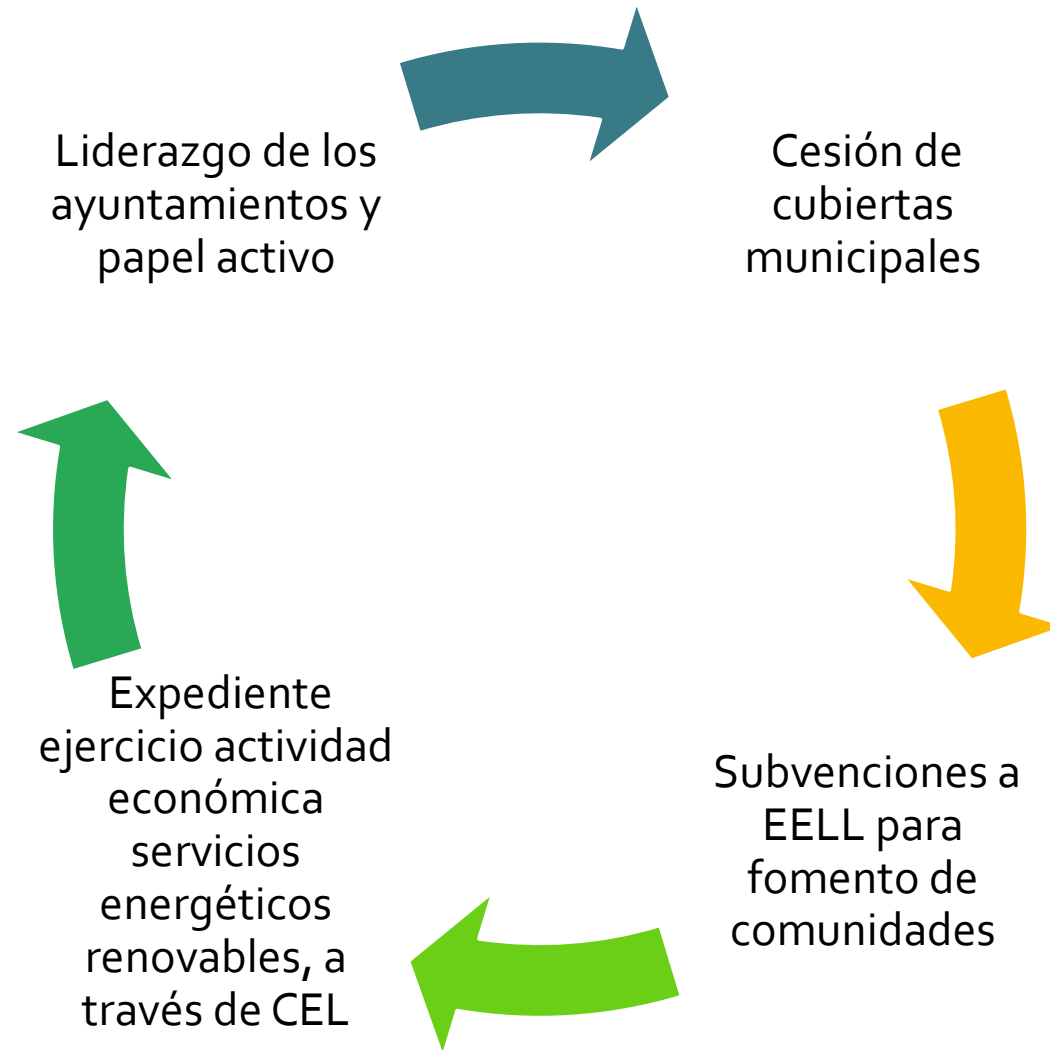 Liderazgo de los
ayuntamientos y
papel activo
Cesión de
cubiertas
municipales
Subvenciones a
EELL para
fomento de
comunidades
Expediente
ejercicio actividad
económica
servicios
energéticos
renovables, a
través de CEL